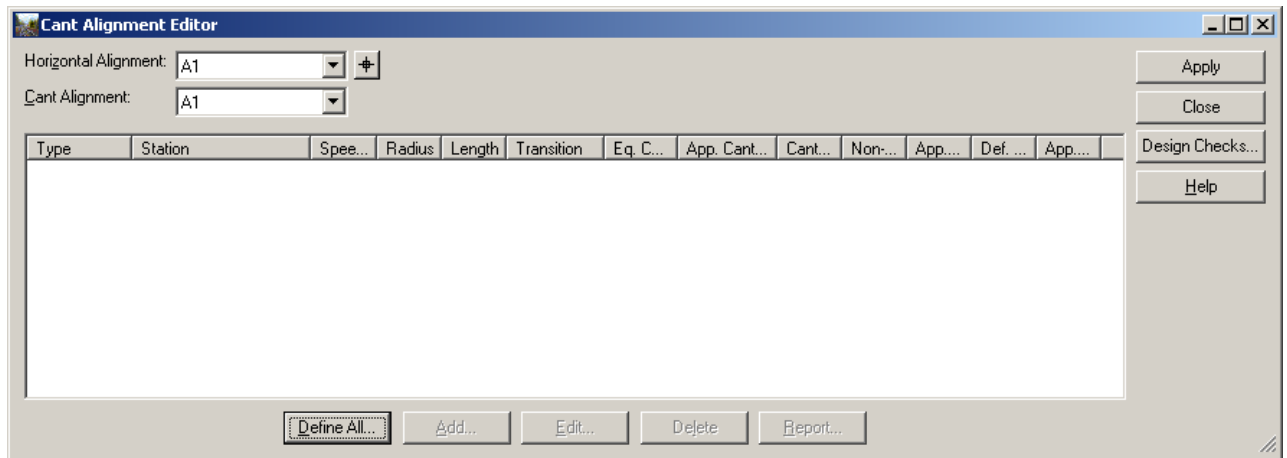 Cant Alignment Editor
Horizontal Alignment: A1
Apply
Cant Alignment: A1
Close
Type Station Spee... Radius Length Transition Eq. C... App. Cant... Cant... Non-... App.... Def. ... App....
Design Checks...
Help
Define All... Add... Edit... Delete Report...